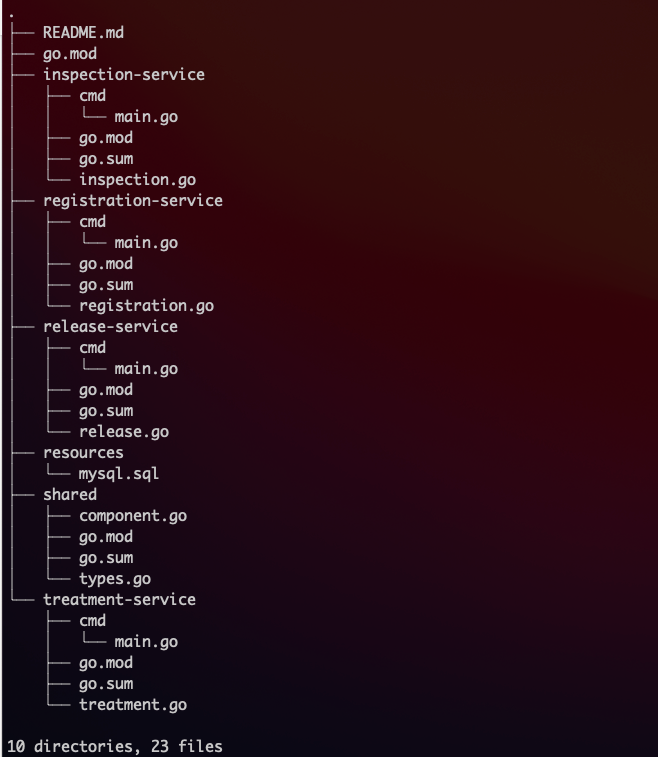 .
├── README.md
├── go.mod
├── inspection-service
│   ├── cmd
│   │   └── main.go
│   ├── go.mod
│   ├── go.sum
│   └── inspection.go
├── registration-service
│   ├── cmd
│   │   └── main.go
│   ├── go.mod
│   ├── go.sum
│   └── registration.go
├── release-service
│   ├── cmd
│   │   └── main.go
│   ├── go.mod
│   ├── go.sum
│   └── release.go
├── resources
│   └── mysql.sql
├── shared
│   ├── component.go
│   ├── go.mod
│   ├── go.sum
│   └── types.go
└── treatment-service
    ├── cmd
    │   └── main.go
    ├── go.mod
    ├── go.sum
    └── treatment.go

10 directories, 23 files